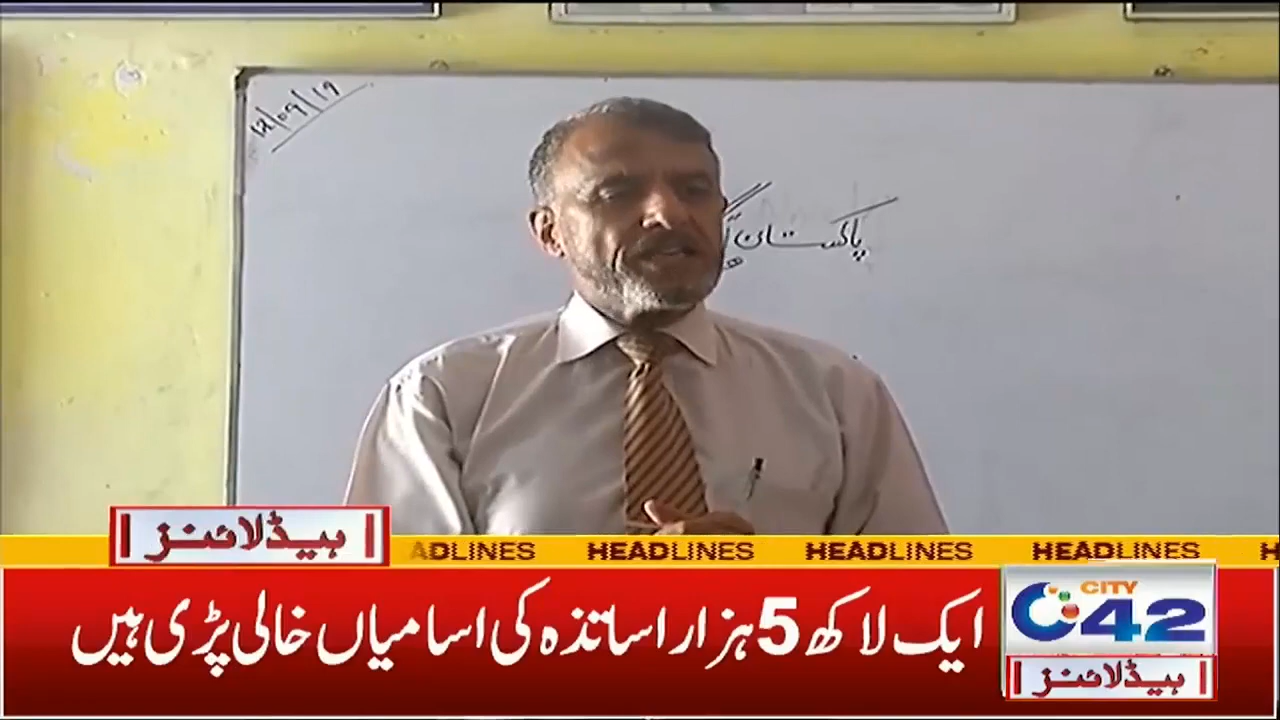 12/09/19
پاکستان
ہیڈلائنز
ADLINES HEADLINES HEADLINES HEADLINES H
ایک لاکھ 5 ہزار اساتذہ کی اسامیاں خالی پڑی ہیں
CITY
42
ہیڈلائنز